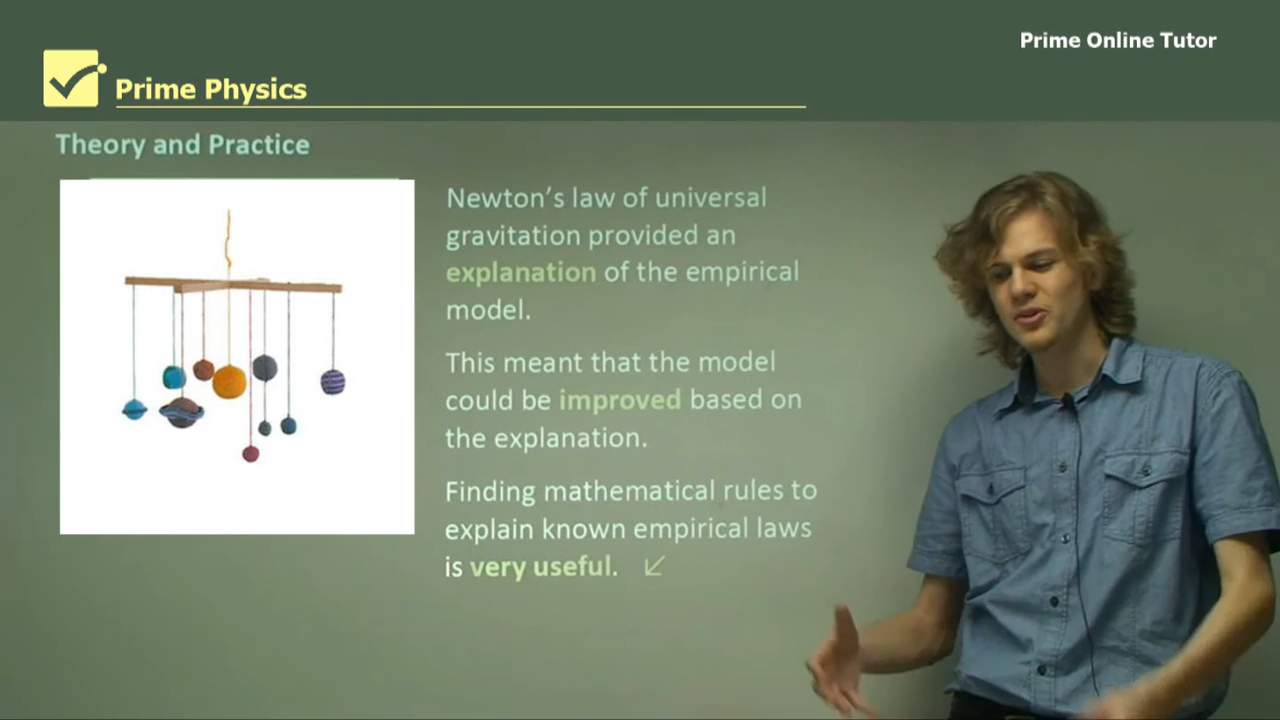 Prime Online Tutor
Prime Physics
Theory and Practice
Newton’s law of universal
gravitation provided an
explanation of the empirical
model.
This meant that the model
could be improved based on
the explanation.
Finding mathematical rules to
explain known empirical laws
is very useful.